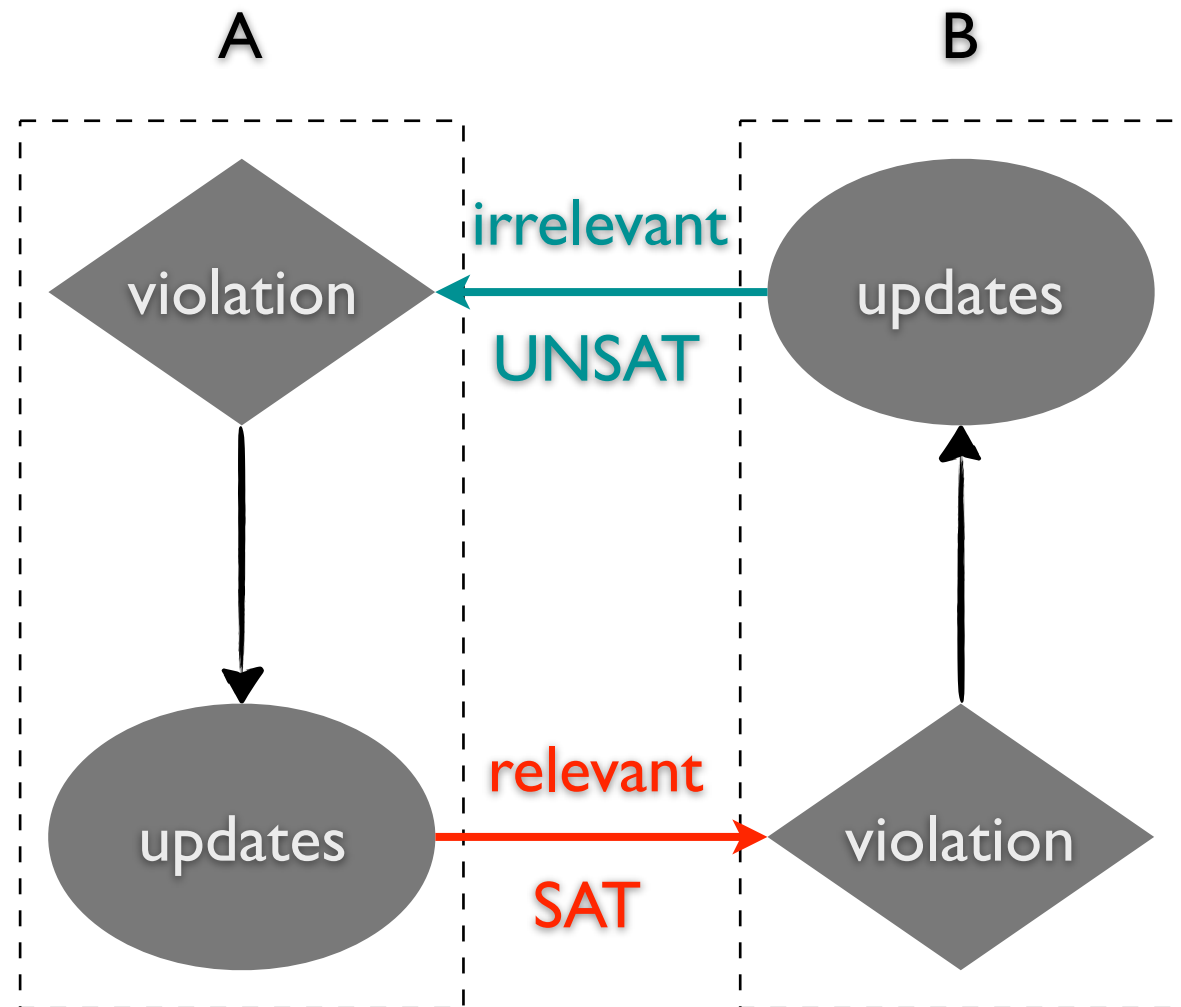 A
B
violation
irrelevant
UNSAT
updates
updates
relevant
SAT
violation